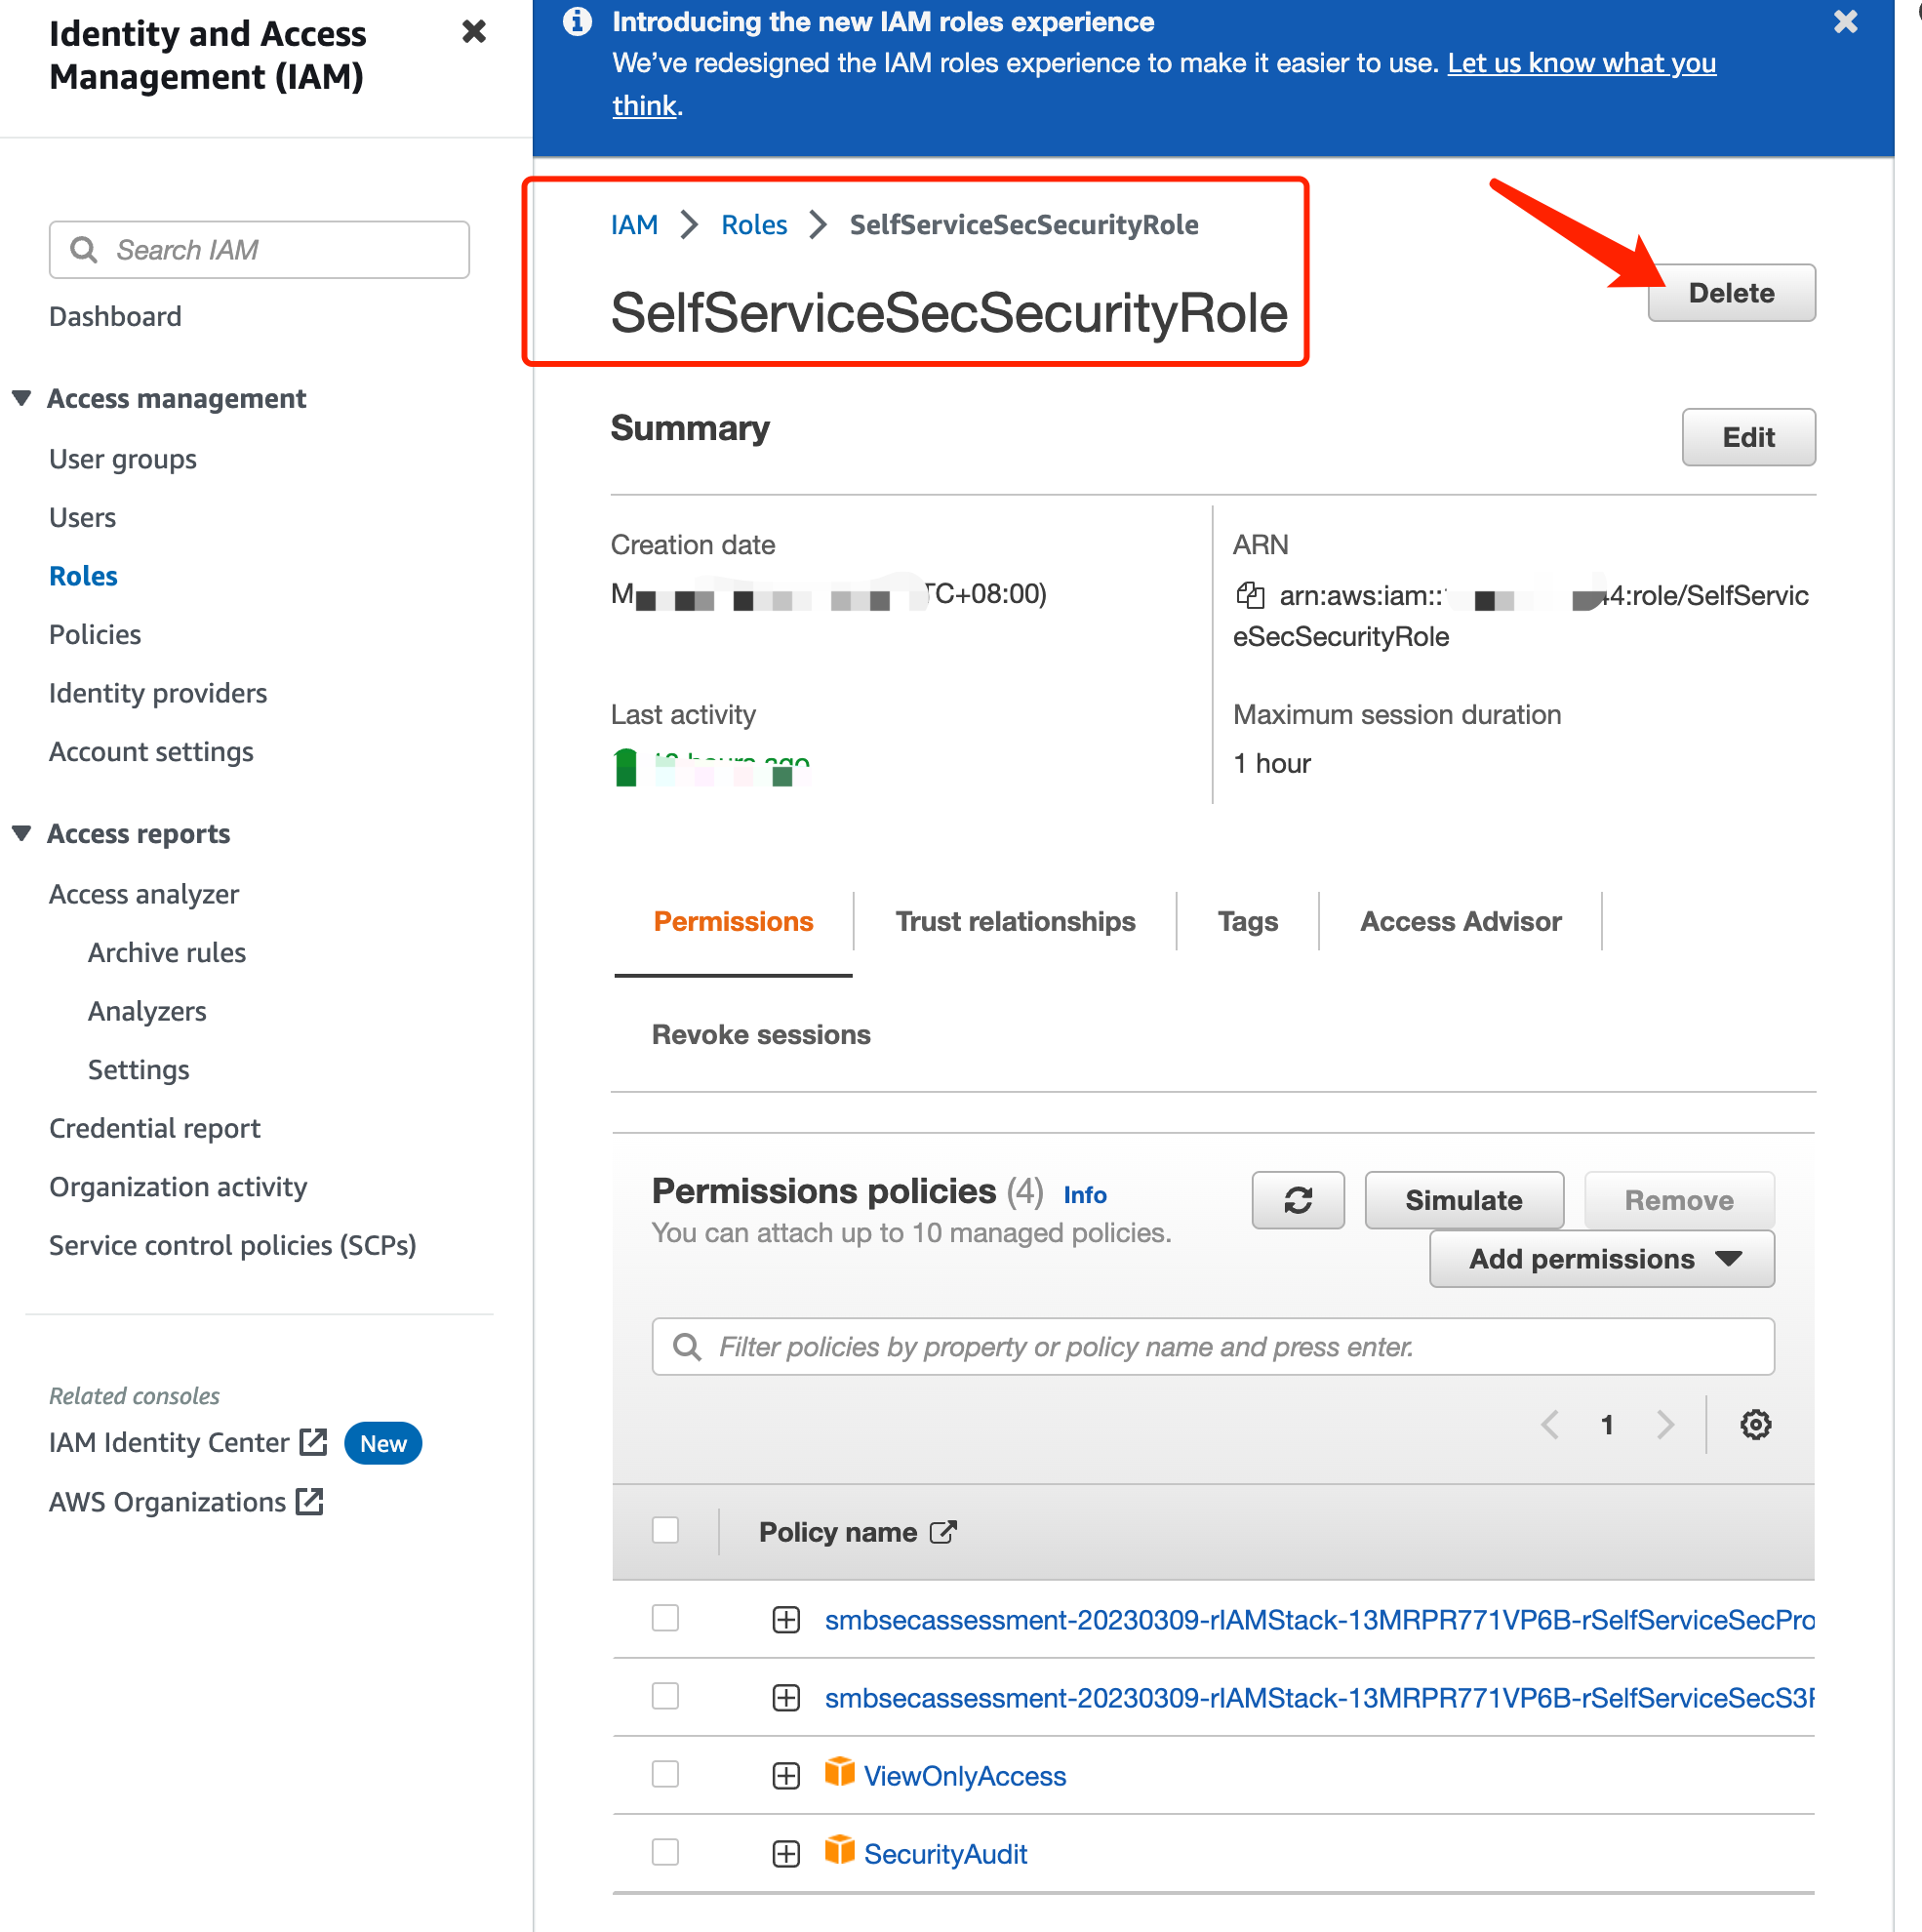 Identity and Access
Management (IAM)
Search IAM
Dashboard
Access management
User groups
Users
Roles
Policies
Identity providers
Account settings
Access reports
Access analyzer
Archive rules
Analyzers
Settings
Credential report
Organization activity
Service control policies (SCPs)
Related consoles
IAM Identity Center New
AWS Organizations
Introducing the new IAM roles experience
We've redesigned the IAM roles experience to make it easier to use. Let us know what you
think.
IAM Roles SelfServiceSecSecurityRole
SelfServiceSecSecurityRole
Delete
Summary
Edit
Creation date
M TC+08:00)
ARN
arn:aws:iam:: 4:role/SelfServic
eSecSecurityRole
Last activity
hours ago
Maximum session duration
1 hour
Permissions Trust relationships Tags Access Advisor
Revoke sessions
Permissions policies (4) Info
You can attach up to 10 managed policies.
Simulate
Remove
Add permissions
Filter policies by property or policy name and press enter.
1
Policy name
smbsecassessment-20230309-rIAMStack-13MRPR771VP6B-rSelfServiceSecPro
smbsecassessment-20230309-rIAMStack-13MRPR771VP6B-rSelfServiceSecS3
ViewOnlyAccess
SecurityAudit